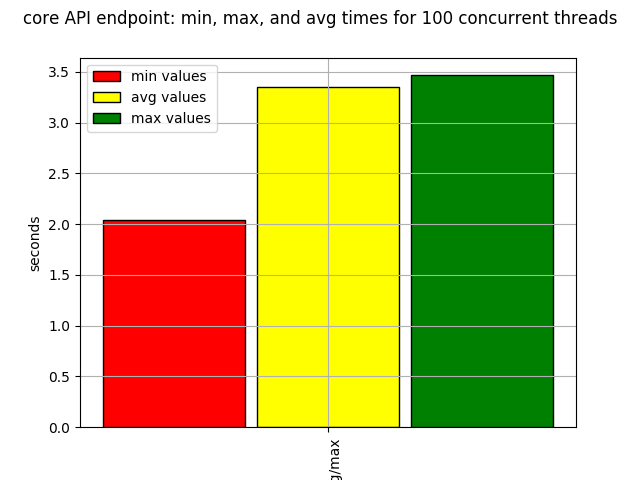 core API endpoint: min, max, and avg times for 100 concurrent threads
min values
avg values
max values
seconds
3.5
3.0
2.5
2.0
1.5
1.0
0.5
0.0
g/max